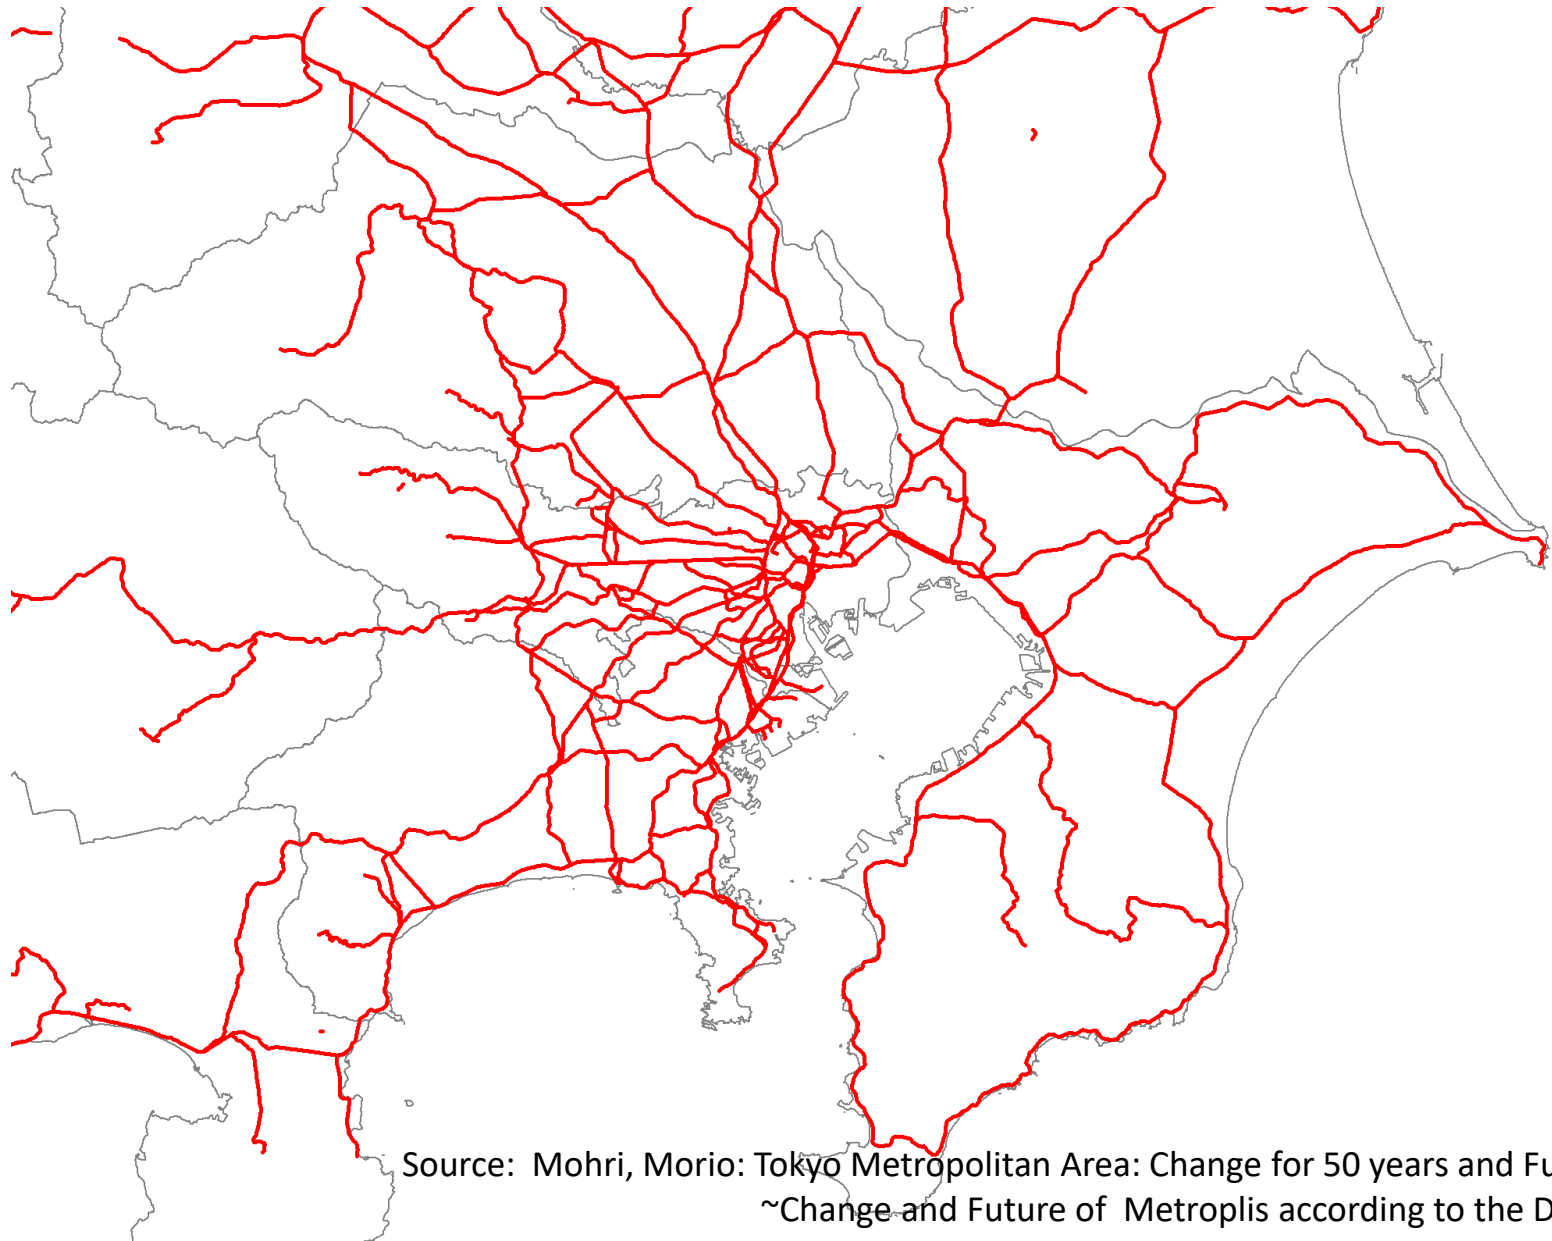 Source: Mohri, Morio: Tokyo Metropolitan Area: Change for 50 years and Fu
~Change and Future of Metroplis according to the D